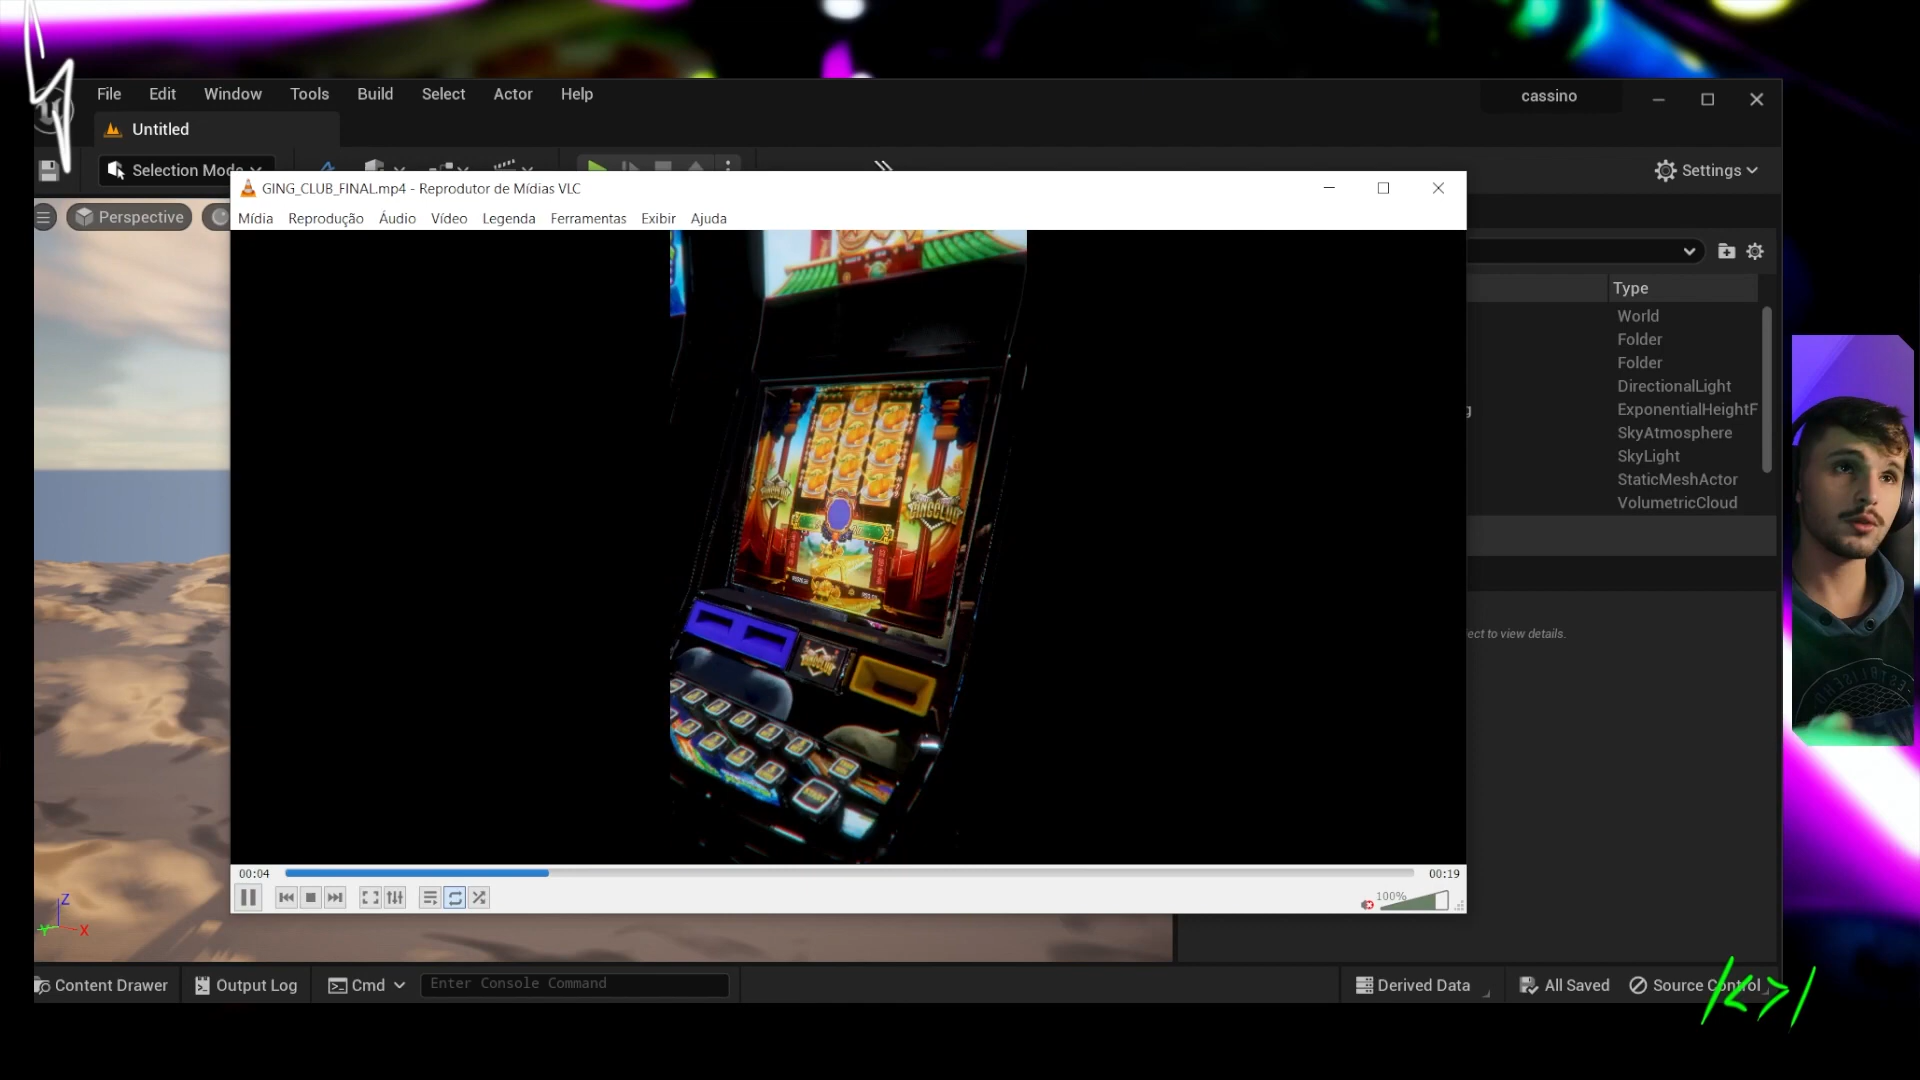 File Edit Window Tools Build Select Actor Help
cassino
Untitled
Selection Mode
Settings
GING_CLUB_FINAL.mp4 - Reprodutor de Mídias VLC
Mídia Reprodução Áudio Vídeo Legenda Ferramentas Exibir Ajuda
Perspective
Type
World
Folder
Folder
DirectionalLight
ExponentialHeightF
SkyAtmosphere
SkyLight
StaticMeshActor
VolumetricCloud
ect to view details.
GINGCLUB
START
00:04
00:19
100%
Z
Y
X
Content Drawer
Output Log
Cmd
Enter Console Command
Derived Data
All Saved
Source Control